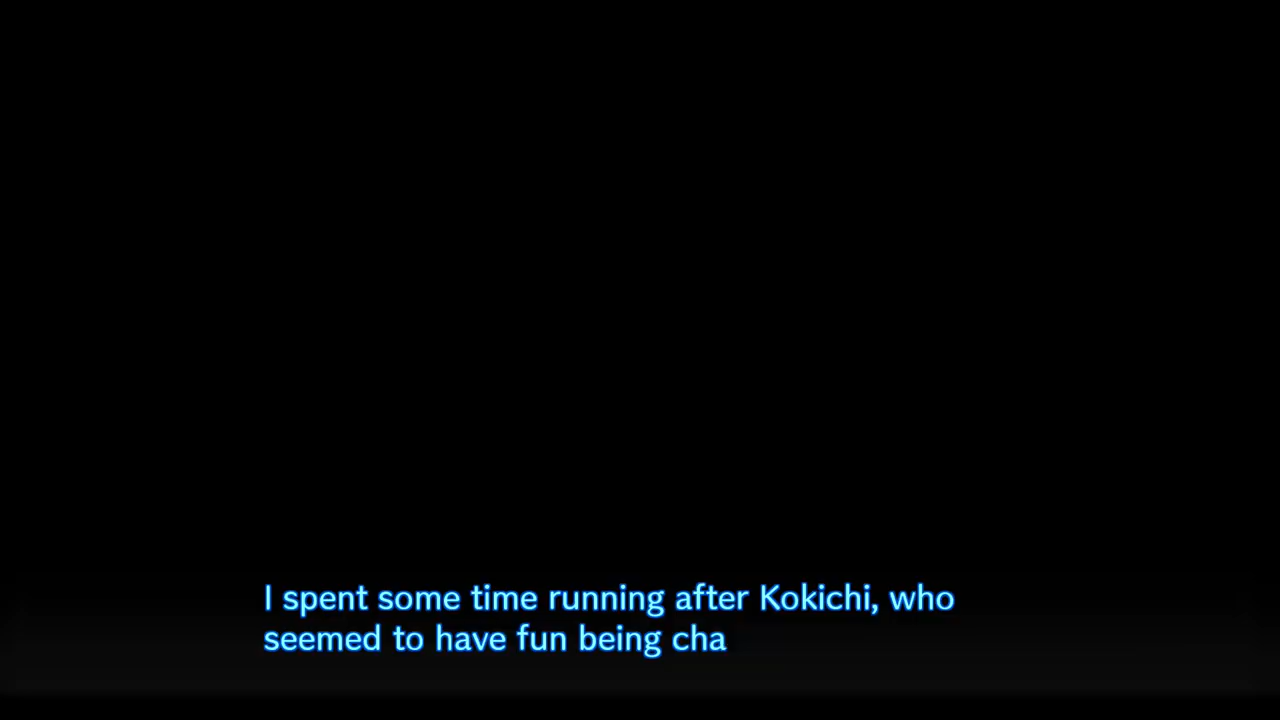 I spent some time running after Kokichi, who
seemed to have fun being cha